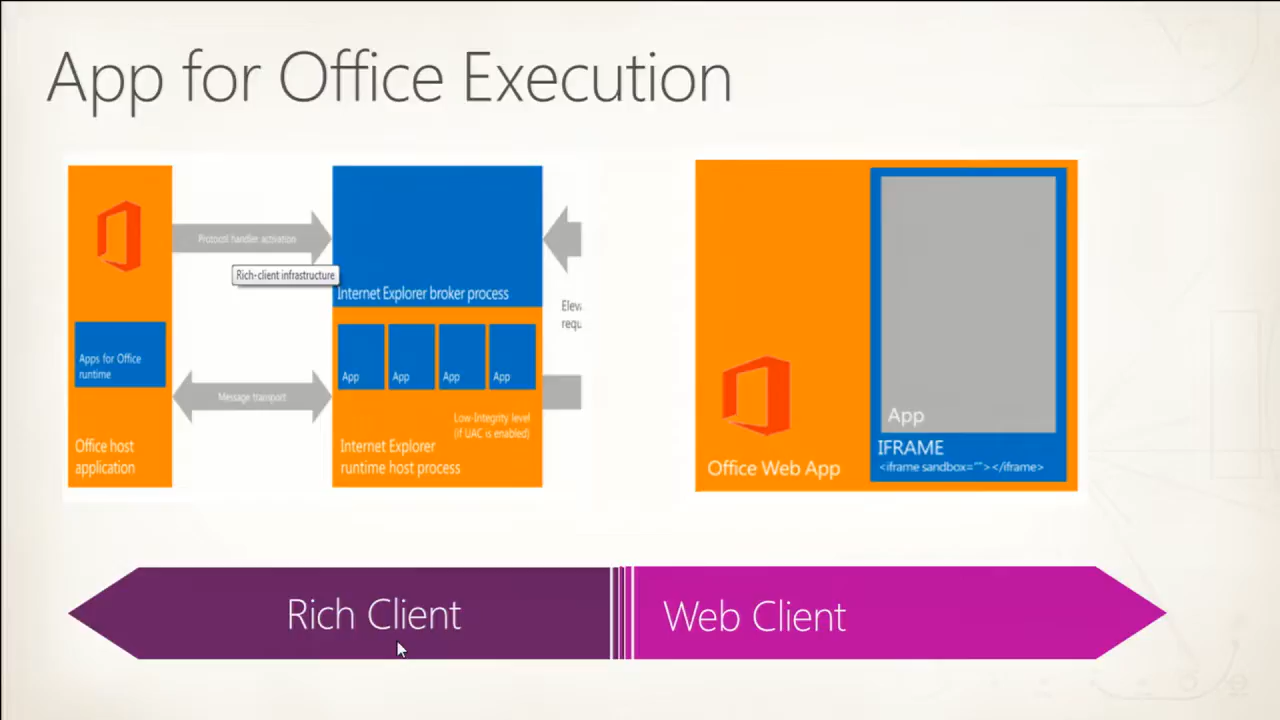 App for Office Execution
Protocol handler activation
Rich-client infrastructure
Internet Explorer broker process
Apps for Office
runtime
App
App
App
App
Message transport
Low-Integrity level
(if UAC is enabled)
Office host
application
Internet Explorer
runtime host process
App
IFRAME
<iframe sandbox=""></iframe>
Office Web App
Rich Client
Web Client